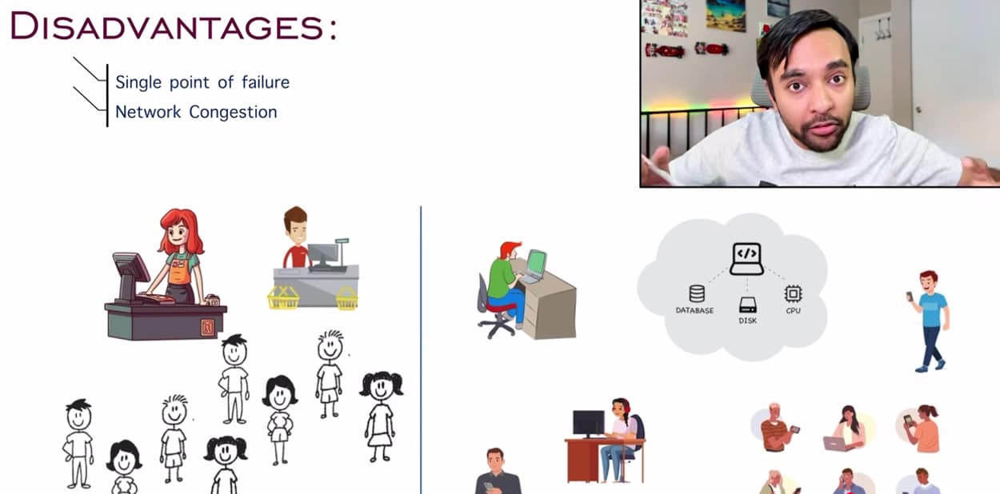 DISADVANTAGES:
Single point of failure
Network Congestion
</>
DATABASE
DISK
CPU